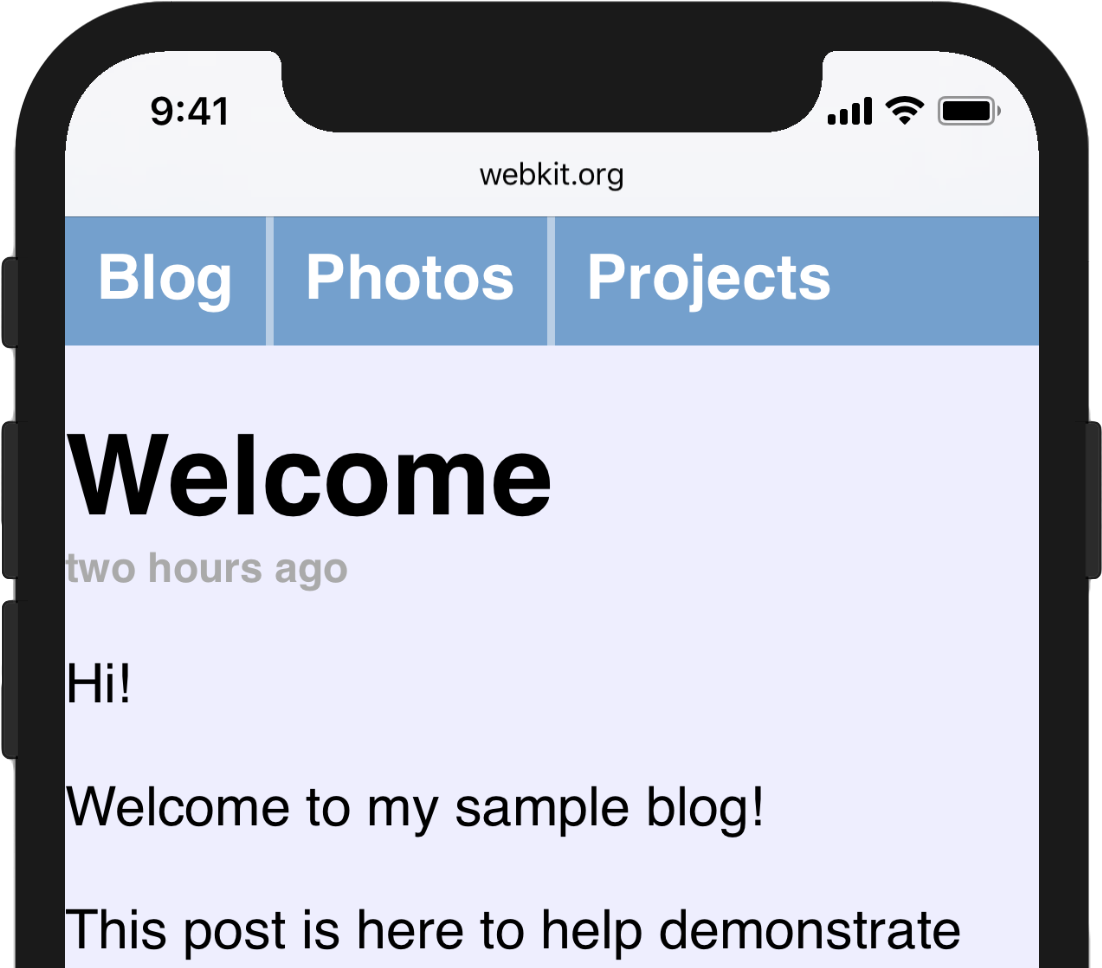 9:41
webkit.org
Blog Photos Projects
Welcome
two hours ago
Hi!
Welcome to my sample blog!
This post is here to help demonstrate